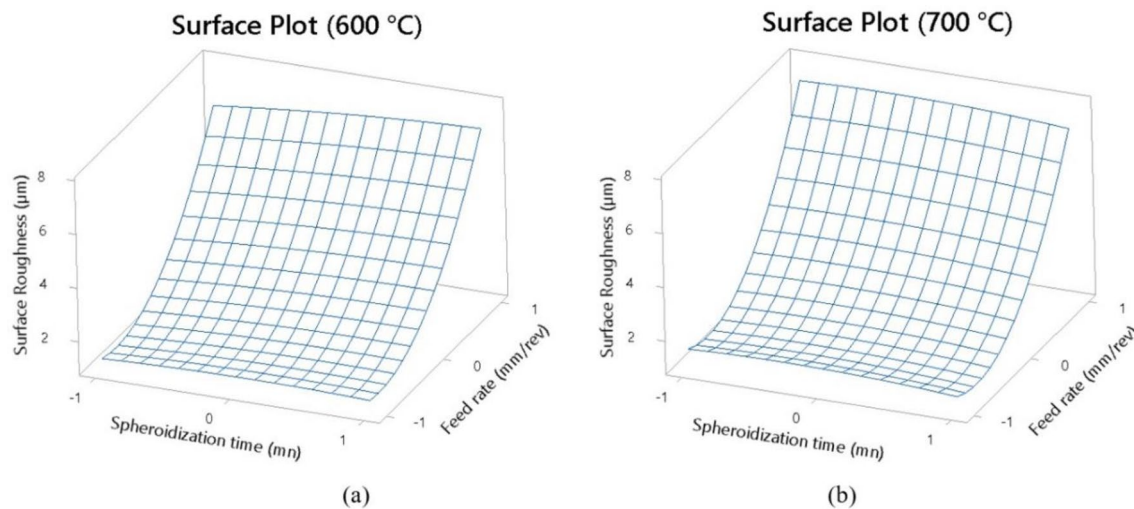 Surface Plot (600 °C)
8
6
4
2
Surface Roughness (µm)
-1
0
1
Spheroidization time (mn)
-1
0
1
Feed rate (mm/rev)
(a)
Surface Plot (700 °C)
8
6
4
2
Surface Roughness (µm)
-1
0
1
Spheroidization time (mn)
-1
0
1
Feed rate (mm/rev)
(b)